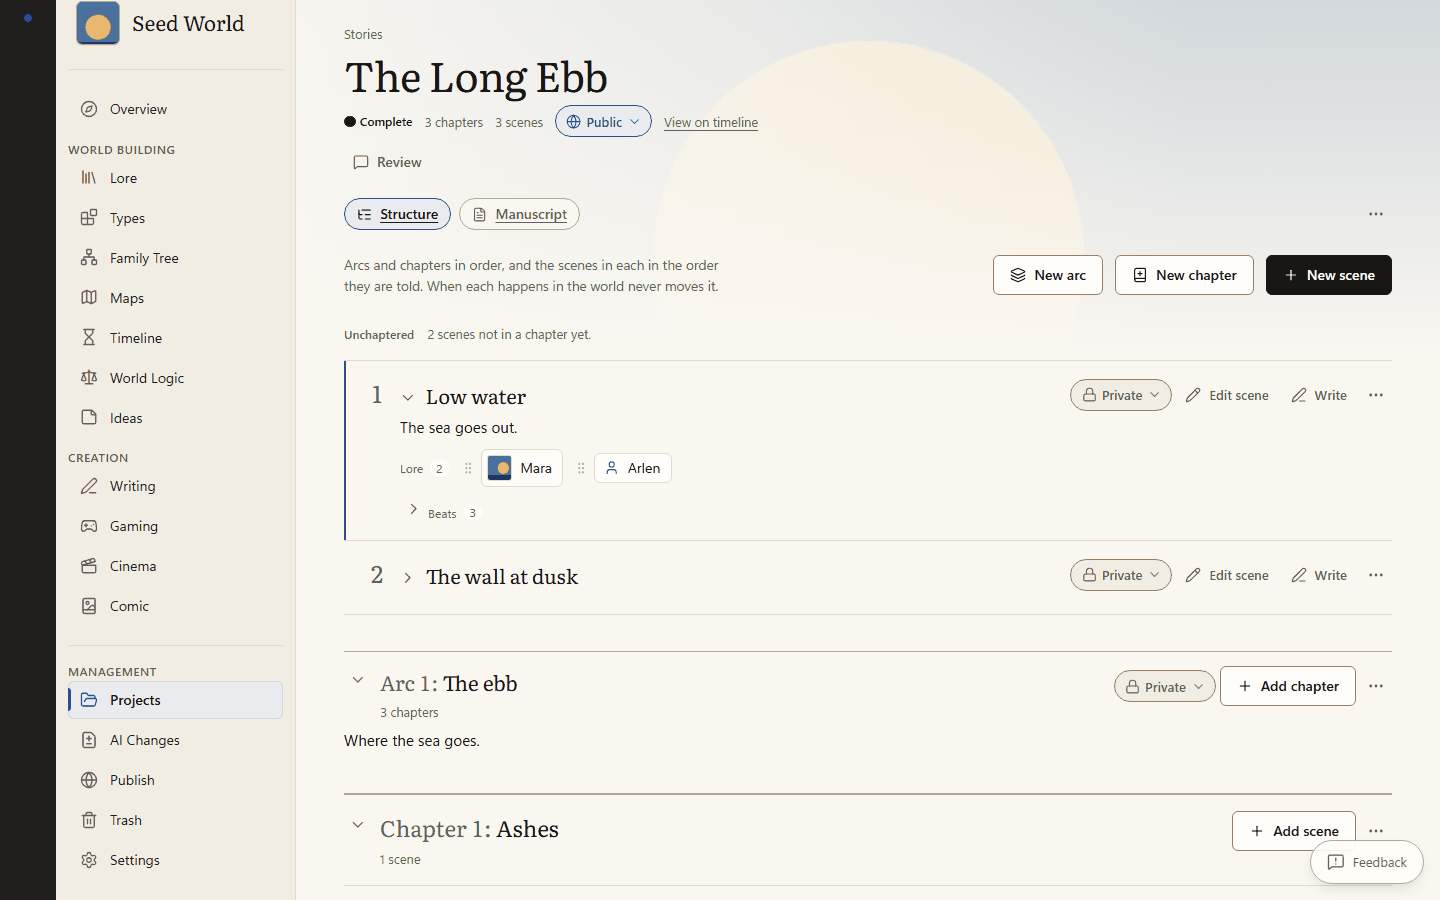 Seed World
Overview
WORLD BUILDING
Lore
Types
Family Tree
Maps
Timeline
World Logic
Ideas
CREATION
Writing
Gaming
Cinema
Comic
MANAGEMENT
Projects
AI Changes
Publish
Trash
Settings
Stories
The Long Ebb
Complete 3 chapters 3 scenes Public View on timeline
Review
Structure Manuscript
Arcs and chapters in order, and the scenes in each in the order
they are told. When each happens in the world never moves it.
New arc New chapter New scene
Unchaptered 2 scenes not in a chapter yet.
1 Low water Private Edit scene Write
The sea goes out.
Lore 2 Mara Arlen
Beats 3
2 The wall at dusk Private Edit scene Write
Arc 1: The ebb Private Add chapter
3 chapters
Where the sea goes.
Chapter 1: Ashes Add scene
1 scene
Feedback